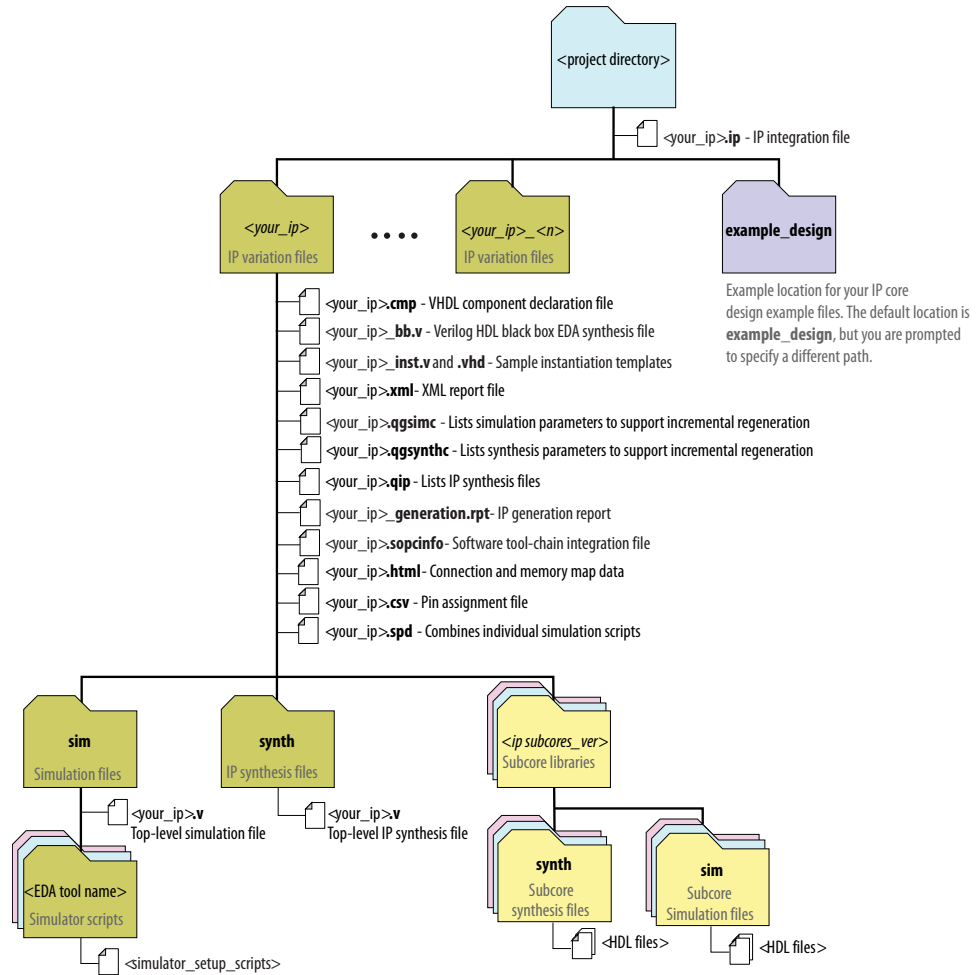 <project directory>
<your_ip>.ip - IP integration file
<your_ip>
IP variation files
<your_ip>_<n>
IP variation files
example_design
Example location for your IP core
design example files. The default location is
example_design, but you are prompted
to specify a different path.
<your_ip>.cmp - VHDL component declaration file
<your_ip>_bb.v - Verilog HDL black box EDA synthesis file
<your_ip>_inst.v and .vhd - Sample instantiation templates
<your_ip>.xml- XML report file
<your_ip>.qgsimc - Lists simulation parameters to support incremental regeneration
<your_ip>.qgsynthc - Lists synthesis parameters to support incremental regeneration
<your_ip>.qip - Lists IP synthesis files
<your_ip>_generation.rpt- IP generation report
<your_ip>.sopcinfo- Software tool-chain integration file
<your_ip>.html- Connection and memory map data
<your_ip>.csv - Pin assignment file
<your_ip>.spd - Combines individual simulation scripts
sim
Simulation files
synth
IP synthesis files
<ip subcores_ver>
Subcore libraries
<your_ip>.v
Top-level simulation file
<your_ip>.v
Top-level IP synthesis file
<EDA tool name>
Simulator scripts
<simulator_setup_scripts>
synth
Subcore
synthesis files
<HDL files>
sim
Subcore
Simulation files
<HDL files>